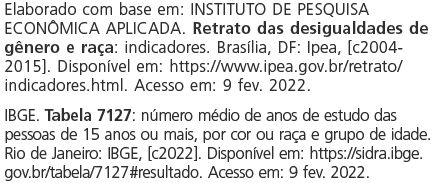 Elaborado com base em: INSTITUTO DE PESQUISA
ECONÔMICA APLICADA. Retrato das desigualdades de
gênero e raça: indicadores. Brasília, DF: Ipea, [c2004-
2015]. Disponível em: https://www.ipea.gov.br/retrato/
indicadores.html. Acesso em: 9 fev. 2022.
IBGE. Tabela 7127: número médio de anos de estudo das
pessoas de 15 anos ou mais, por cor ou raça e grupo de idade.
Rio de Janeiro: IBGE, [c2022]. Disponível em: https://sidra.ibge.
gov.br/tabela/7127#resultado. Acesso em: 9 fev. 2022.